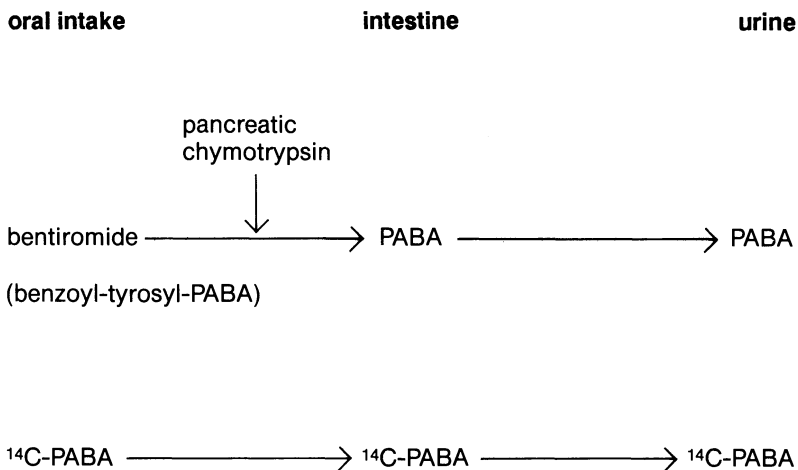 oral intake intestine urine
pancreatic
chymotrypsin
bentiromide PABA PABA
(benzoyl-tyrosyl-PABA)
¹⁴C-PABA ¹⁴C-PABA ¹⁴C-PABA